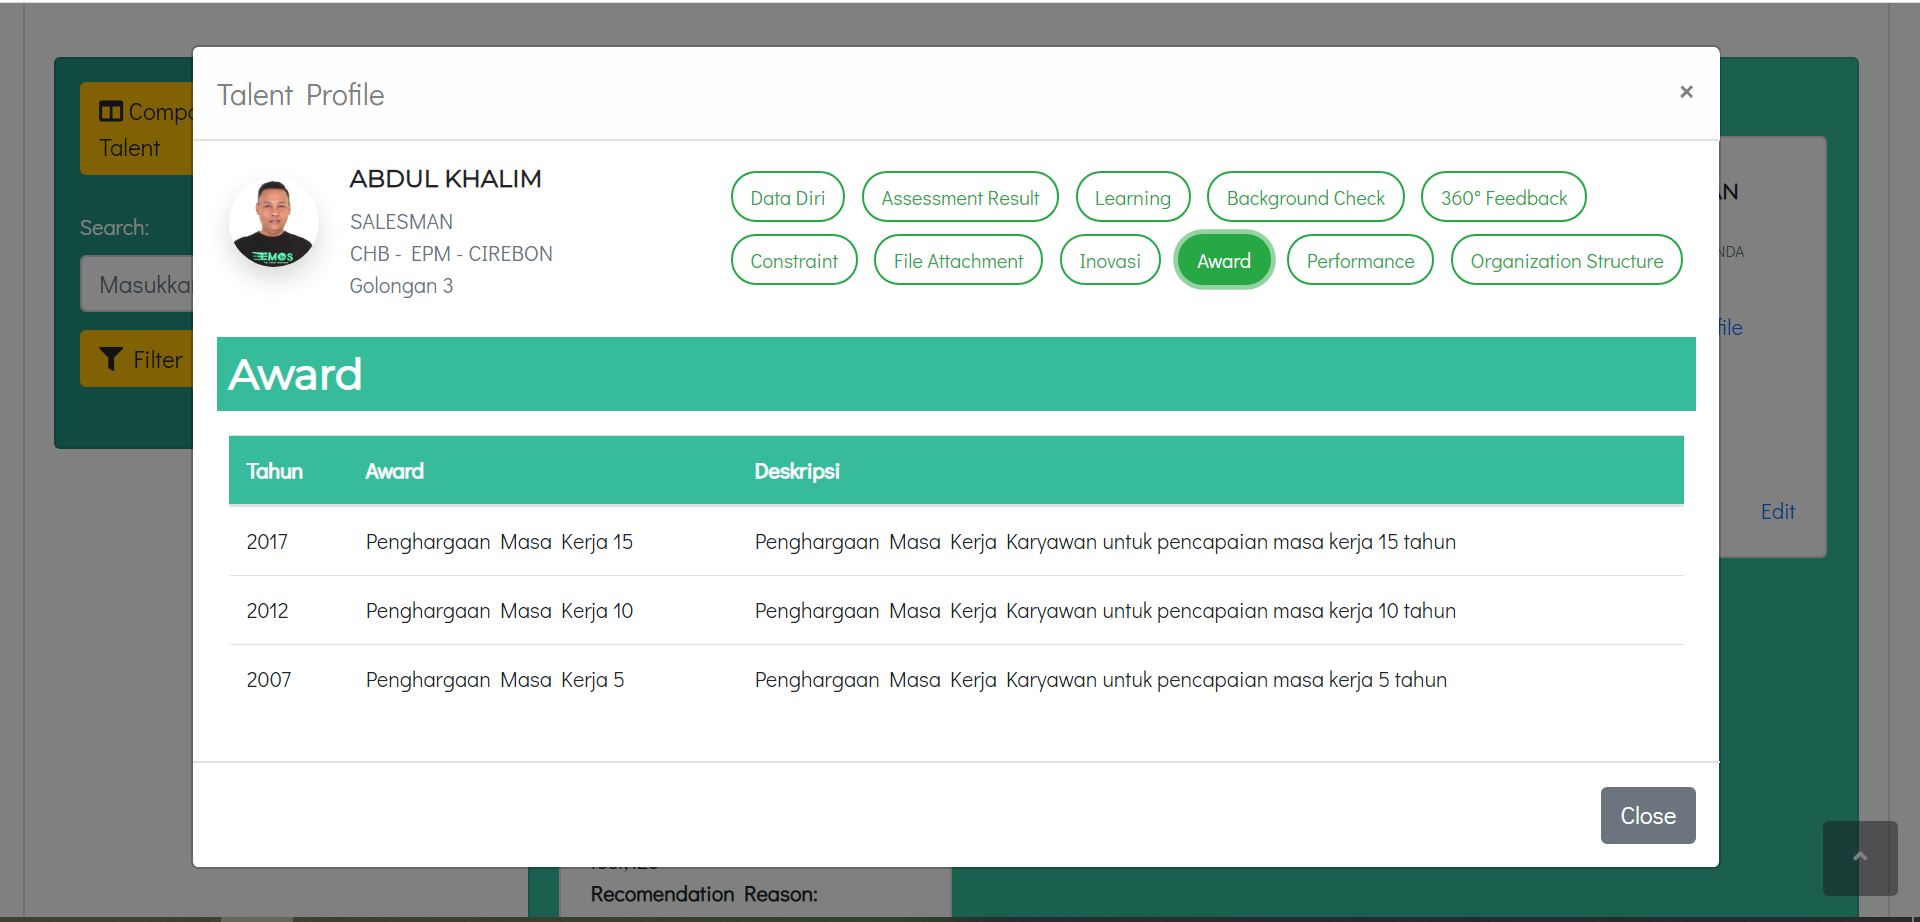 Talent Profile
×
Talent
Search:
Filter
ABDUL KHALIM
SALESMAN
CHB - EPM - CIREBON
Golongan 3
EMOS
Data Diri
Assessment Result
Learning
Background Check
360° Feedback
Constraint
File Attachment
Inovasi
Award
Performance
Organization Structure
Award
Tahun Award Deskripsi
2017 Penghargaan Masa Kerja 15 Penghargaan Masa Kerja Karyawan untuk pencapaian masa kerja 15 tahun
2012 Penghargaan Masa Kerja 10 Penghargaan Masa Kerja Karyawan untuk pencapaian masa kerja 10 tahun
2007 Penghargaan Masa Kerja 5 Penghargaan Masa Kerja Karyawan untuk pencapaian masa kerja 5 tahun
Edit
Close
Recomendation Reason: